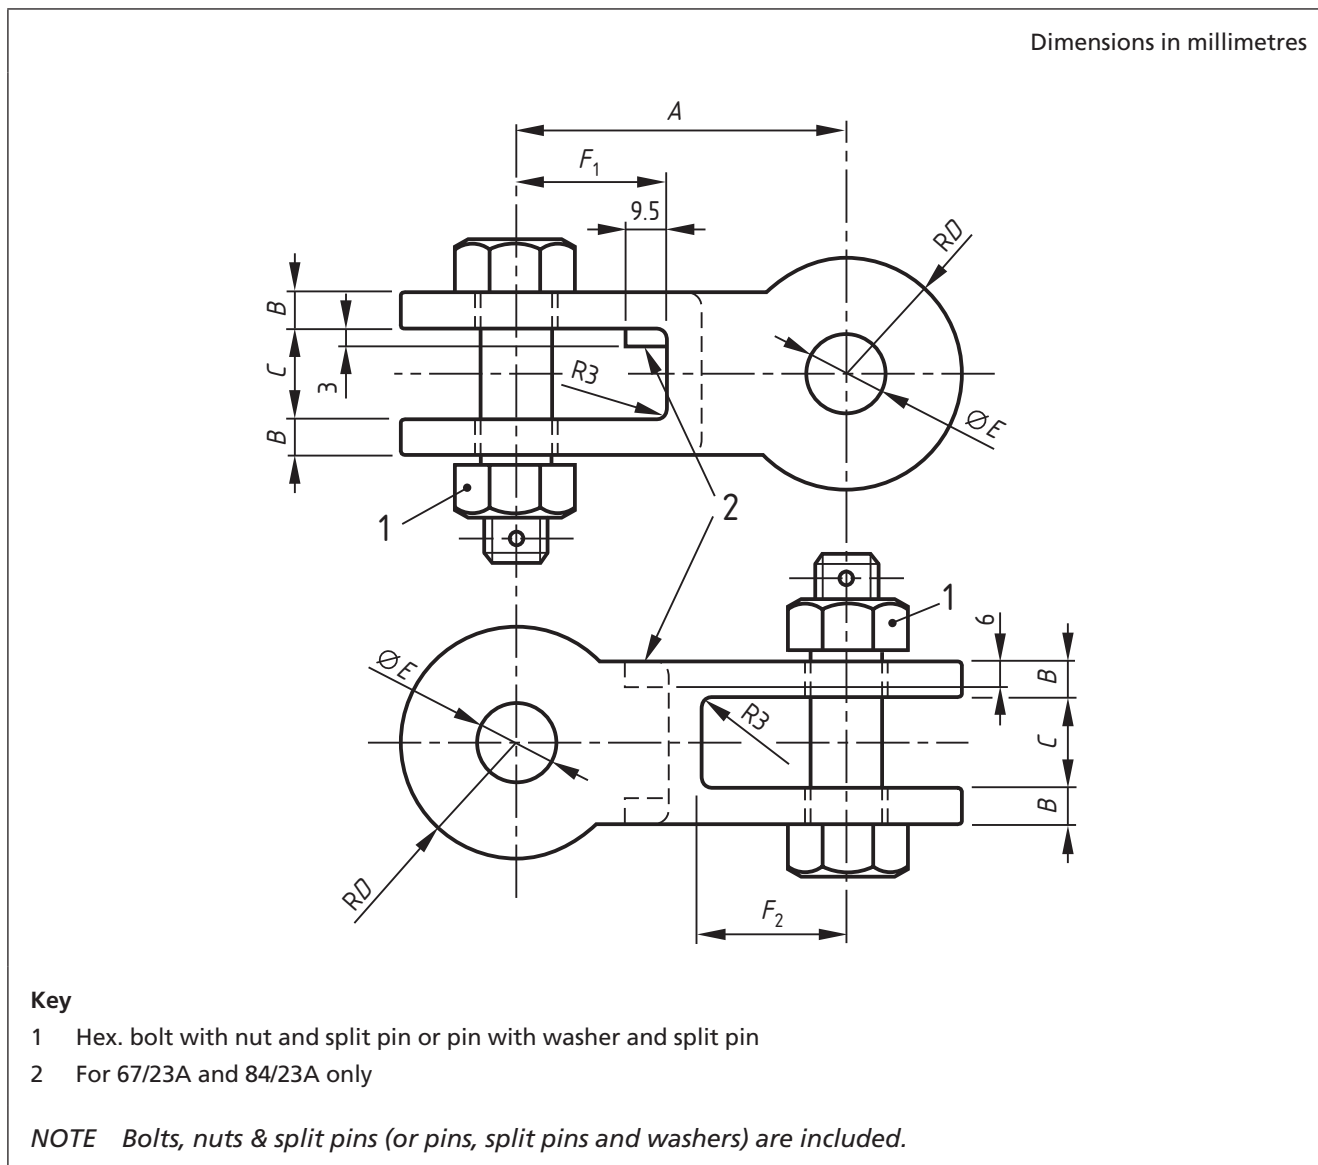 Dimensions in millimetres
A
F1
9.5
RD
B
C
3
R3
B
ØE
1
2
1
6
ØE
B
R3
C
B
RD
F2
Key
1 Hex. bolt with nut and split pin or pin with washer and split pin
2 For 67/23A and 84/23A only
NOTE Bolts, nuts & split pins (or pins, split pins and washers) are included.